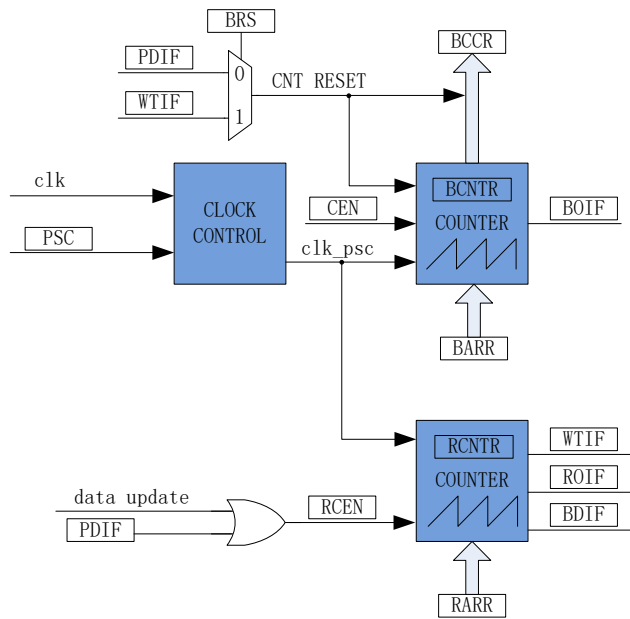 BRS
BCCR
PDIF
0
CNT RESET
WTIF
1
clk
CLOCK
CONTROL
PSC
clk_psc
CEN
BCNTR
COUNTER
BOIF
BARR
RCNTR
COUNTER
WTIF
ROIF
BDIF
data update
PDIF
RCEN
RARR